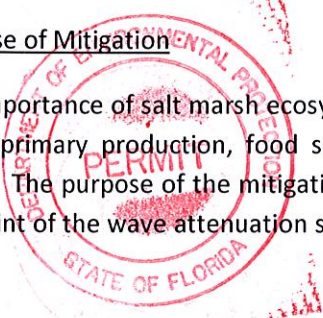 se of Mitigation
mportance of salt marsh ecosy
primary production, food s
The purpose of the mitigati
nt of the wave attenuation s
DEPARTMENT OF ENVIRONMENTAL PROTECTION
PERMIT
STATE OF FLORIDA